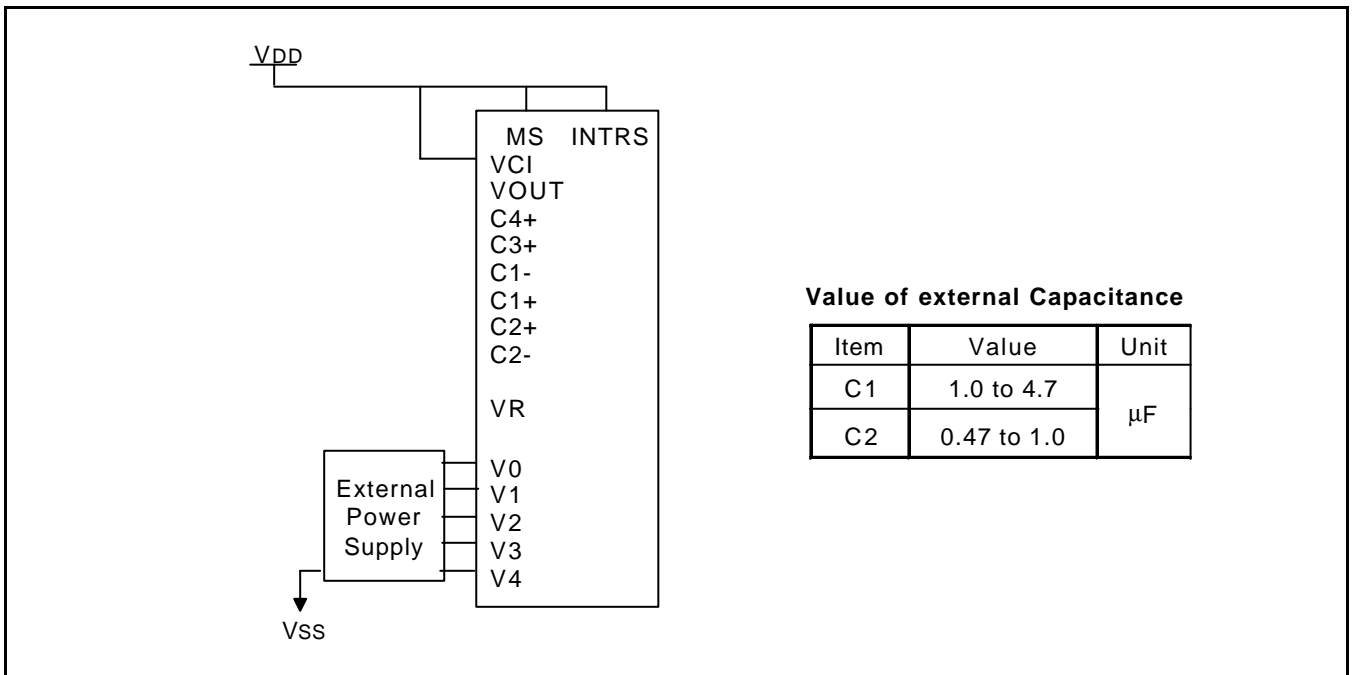 VDD
MS INTRS
VCI
VOUT
C4+
C3+
C1-
C1+
C2+
C2-
VR
V0
V1
V2
V3
V4
External
Power
Supply
VSS
Value of external Capacitance
Item Value Unit
C1 1.0 to 4.7 μF
C2 0.47 to 1.0